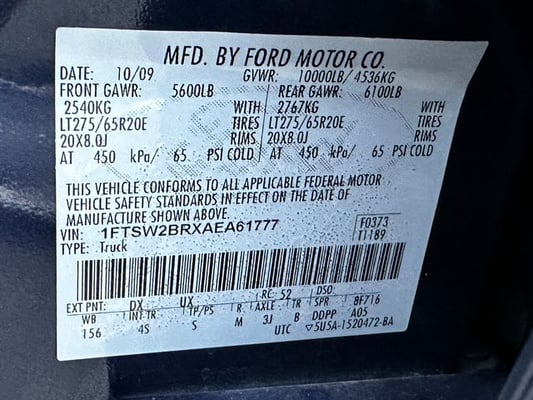 MFD. BY FORD MOTOR CO.
DATE: 10/09 GVWR: 10000LB/ 4536KG
FRONT GAWR: 5600LB REAR GAWR: 6100LB
2540KG WITH 2767KG WITH
LT275/65R20E TIRES LT275/65R20E TIRES
20X8.0J RIMS 20X8.0J RIMS
AT 450 kPa/ 65 PSI COLD AT 450 kPa/ 65 PSI COLD
THIS VEHICLE CONFORMS TO ALL APPLICABLE FEDERAL MOTOR
VEHICLE SAFETY STANDARDS IN EFFECT ON THE DATE OF
MANUFACTURE SHOWN ABOVE.
VIN: 1FTSW2BRXAEA61777 F0373
TYPE: Truck T1189
EXT PNT: DX UX RC: 52 DSO:
WB INT TR TP/PS R AXLE TR SPR BF716
156 4S S M 3J B DDPP A05
UTC ▽5U5A-1520472-BA